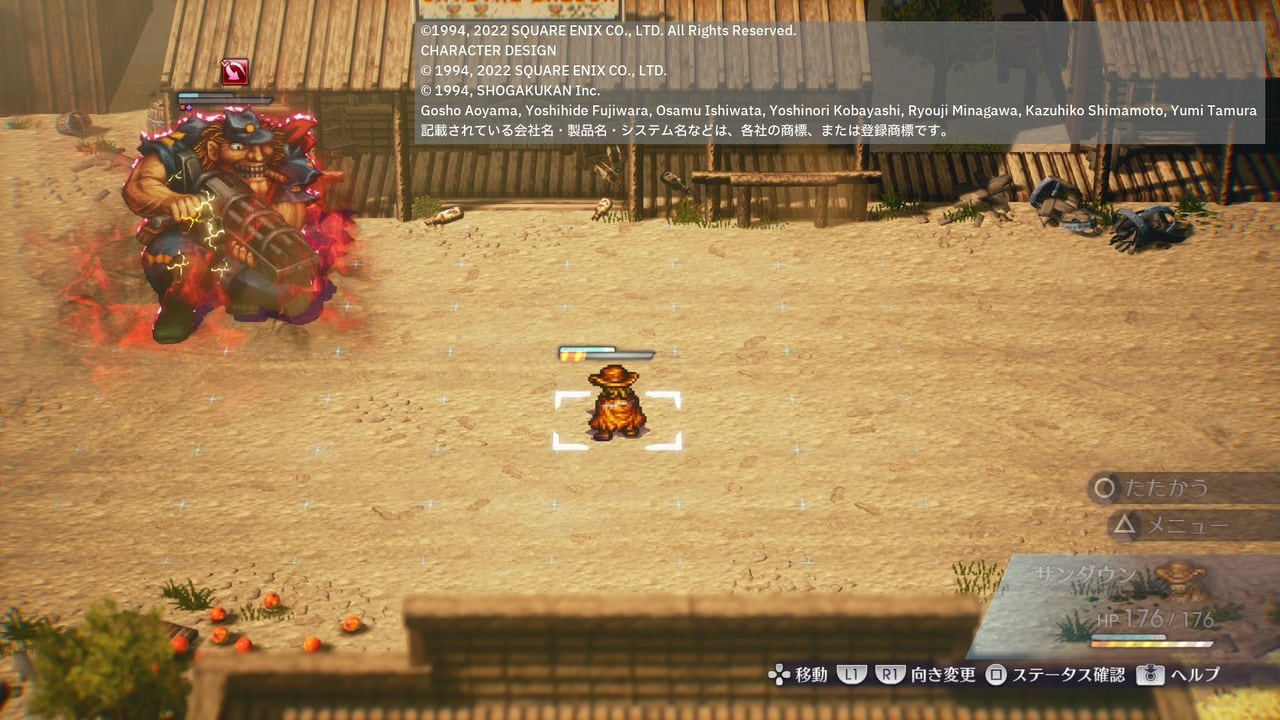 ©1994, 2022 SQUARE ENIX CO., LTD. All Rights Reserved.
CHARACTER DESIGN
© 1994, 2022 SQUARE ENIX CO., LTD.
© 1994, SHOGAKUKAN Inc.
Gosho Aoyama, Yoshihide Fujiwara, Osamu Ishiwata, Yoshinori Kobayashi, Ryouji Minagawa, Kazuhiko Shimamoto, Yumi Tamura
記載されている会社名・製品名・システム名などは、各社の商標、または登録商標です。
たたかう
メニュー
サンダウン
HP 176/176
移動 L1 R1 向き変更 ステータス確認 ヘルプ